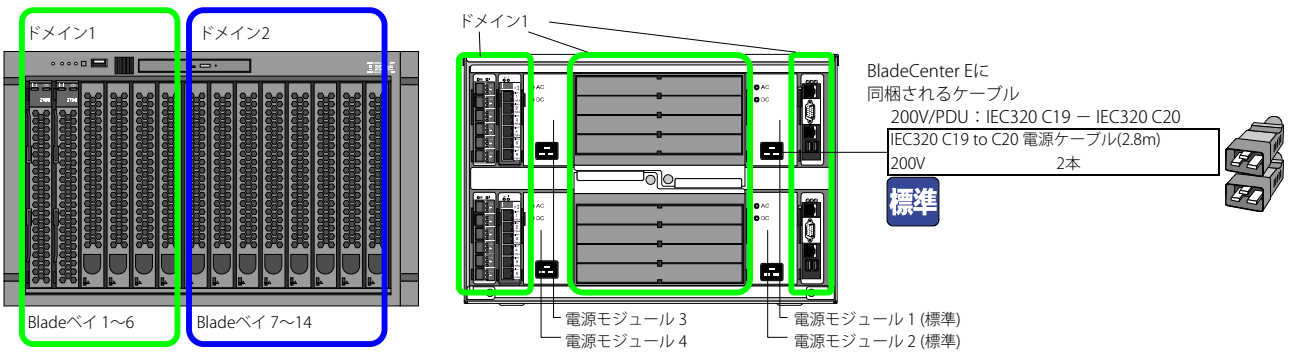 ドメイン1
ドメイン2
Bladeベイ 1～6
Bladeベイ 7～14
ドメイン1
AC
DC
AC
DC
AC
DC
AC
DC
電源モジュール 3
電源モジュール 4
電源モジュール 1 (標準)
電源モジュール 2 (標準)
BladeCenter Eに
同梱されるケーブル
200V/PDU：IEC320 C19 － IEC320 C20
IEC320 C19 to C20 電源ケーブル(2.8m)
200V 2本
標準